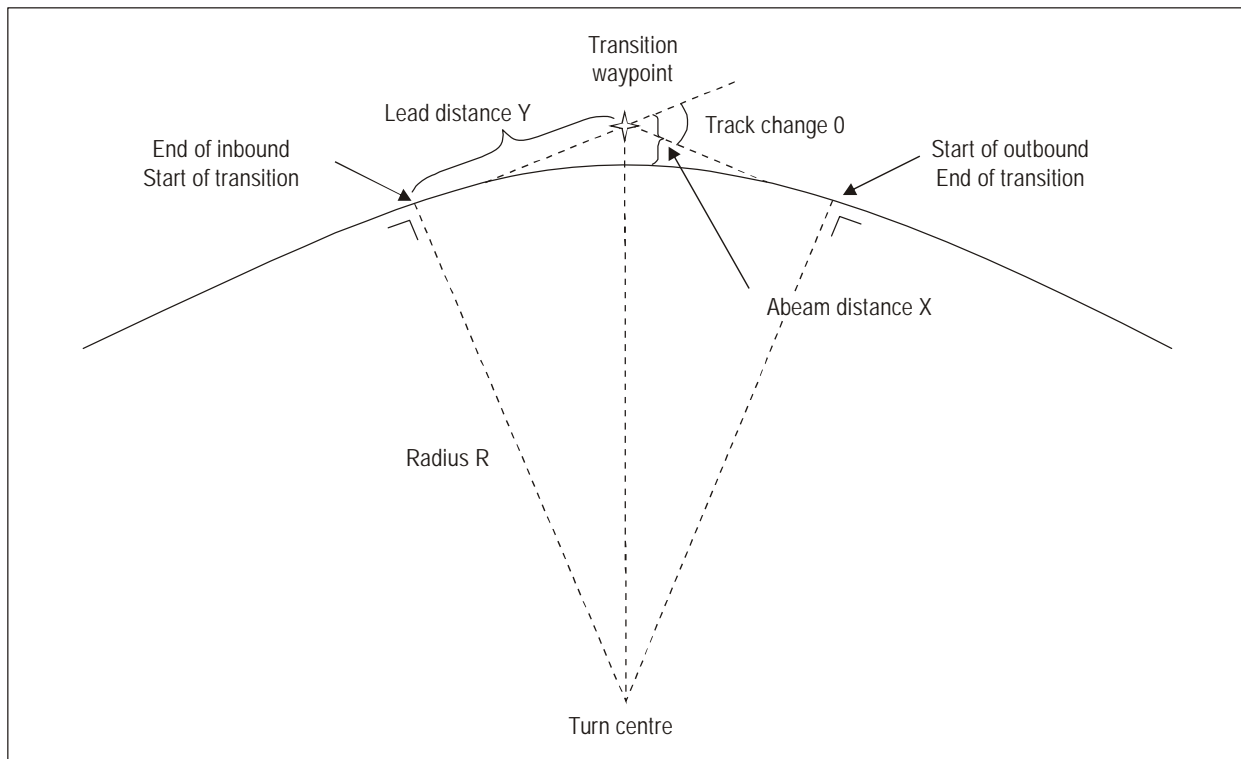 Transition
waypoint
Lead distance Y
Track change 0
End of inbound
Start of transition
Start of outbound
End of transition
Abeam distance X
Radius R
Turn centre